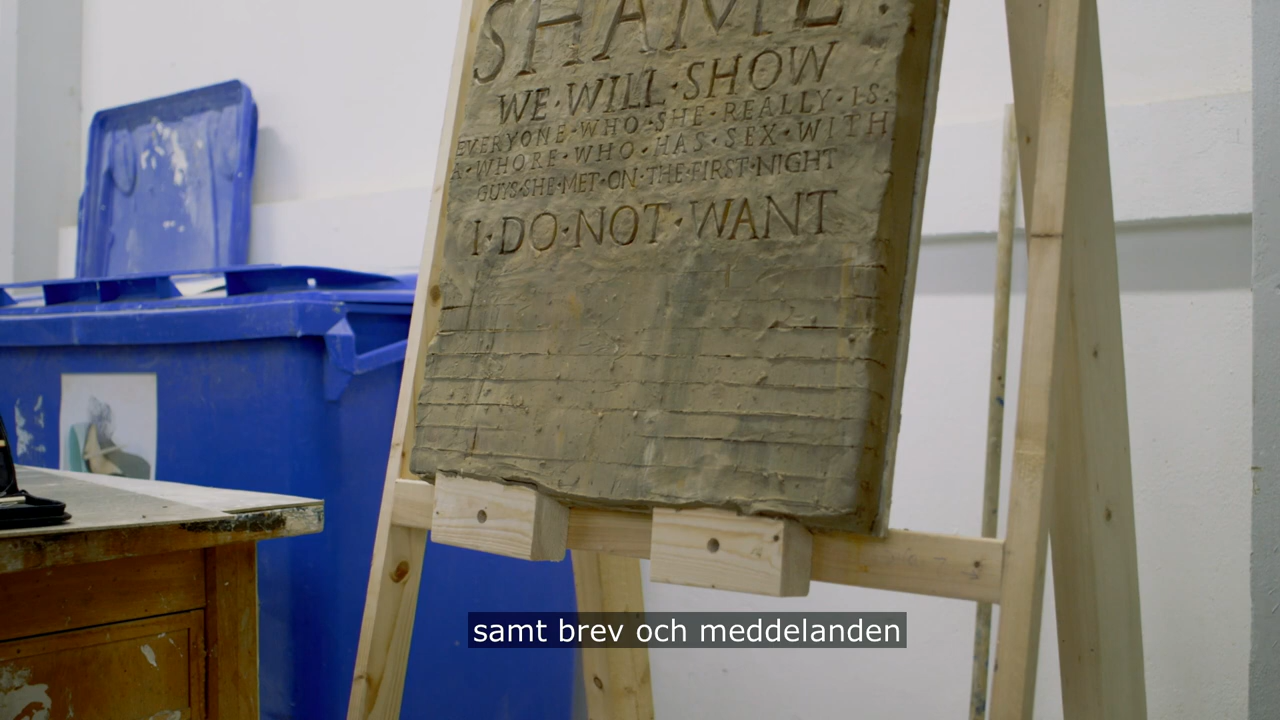 SHAME!
WE·WILL·SHOW
EVERYONE·WHO·SHE·REALLY·IS.
A·WHORE·WHO·HAS·SEX·WITH
GUYS·SHE·MET·ON·THE·FIRST·NIGHT
I·DO·NOT·WANT
samt brev och meddelanden